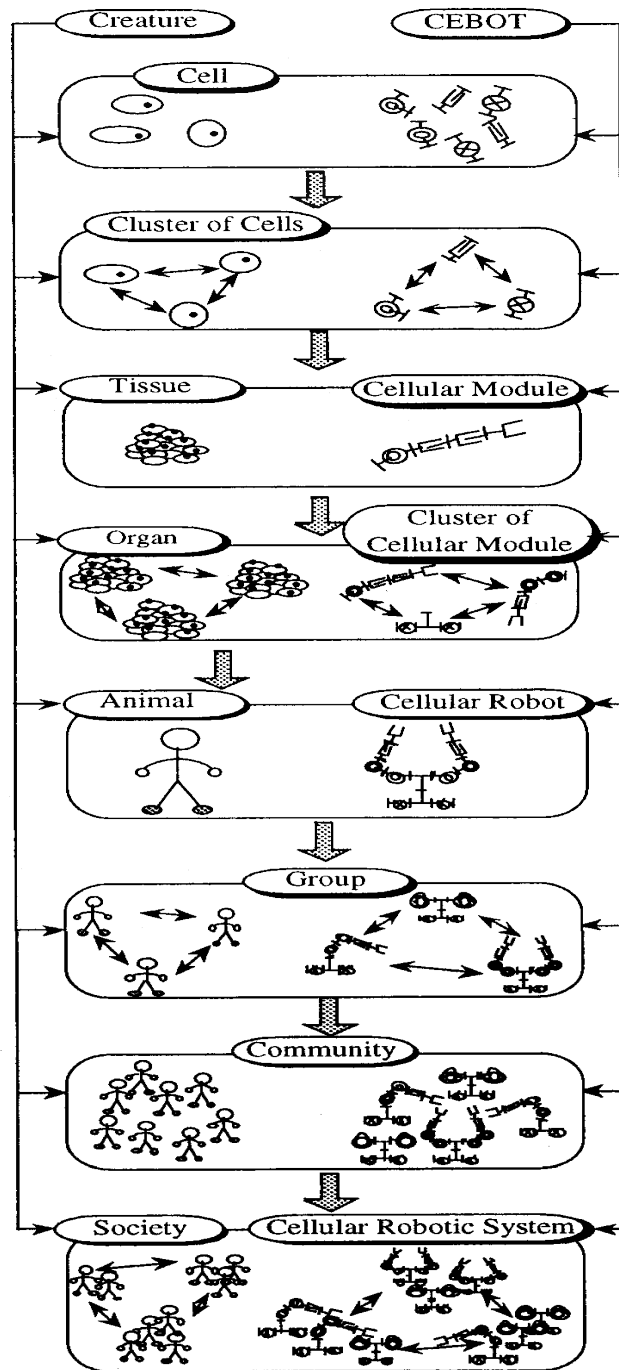 Creature
CEBOT
Cell
Cluster of Cells
Tissue
Cellular Module
Organ
Cluster of
Cellular Module
Animal
Cellular Robot
Group
Community
Society
Cellular Robotic System